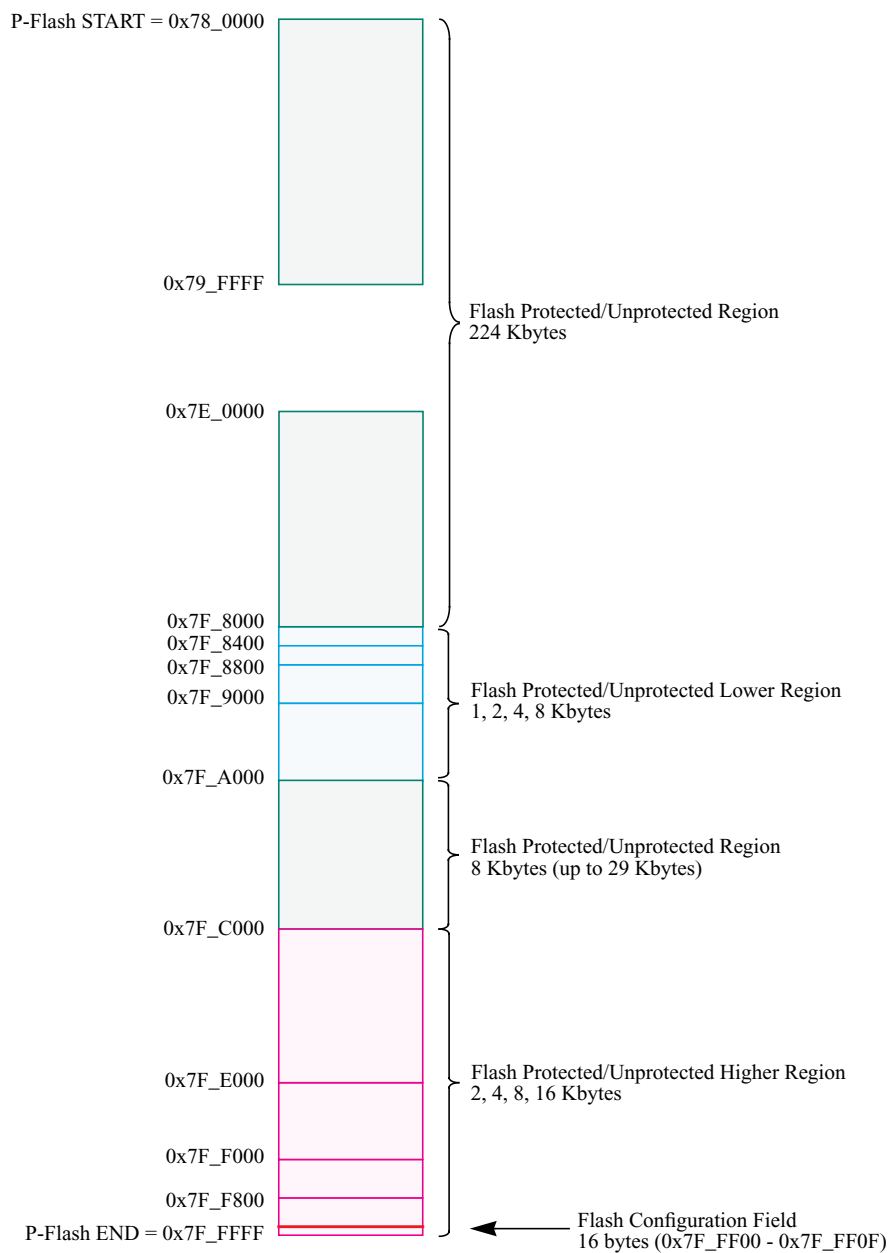 P-Flash START = 0x78_0000
0x79_FFFF
Flash Protected/Unprotected Region
224 Kbytes
0x7E_0000
0x7F_8000
0x7F_8400
0x7F_8800
0x7F_9000
Flash Protected/Unprotected Lower Region
1, 2, 4, 8 Kbytes
0x7F_A000
Flash Protected/Unprotected Region
8 Kbytes (up to 29 Kbytes)
0x7F_C000
Flash Protected/Unprotected Higher Region
2, 4, 8, 16 Kbytes
0x7F_E000
0x7F_F000
0x7F_F800
P-Flash END = 0x7F_FFFF
Flash Configuration Field
16 bytes (0x7F_FF00 - 0x7F_FF0F)